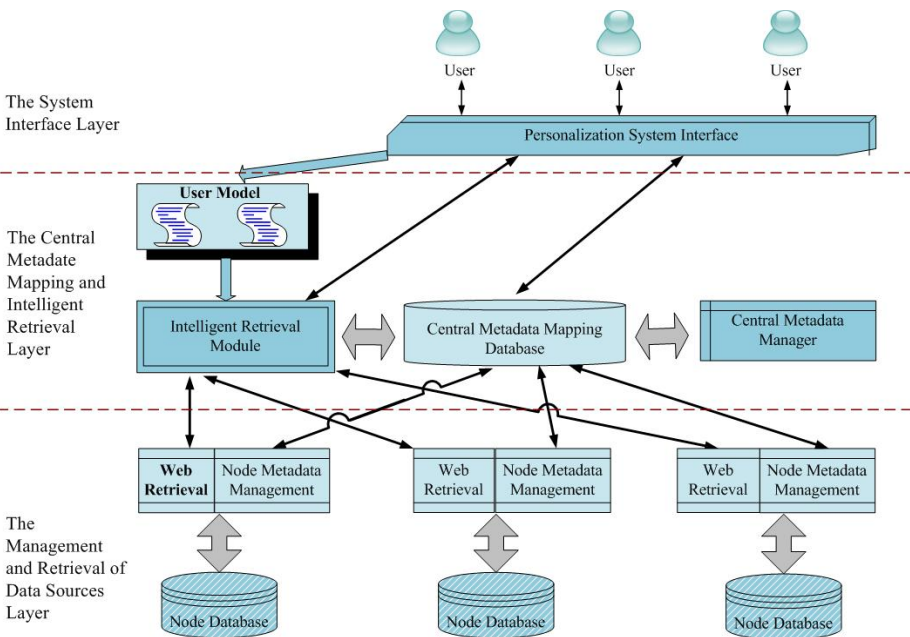 User
User
User
The System
Interface Layer
Personalization System Interface
User Model
The Central
Metadate
Mapping and
Intelligent
Retrieval
Layer
Intelligent Retrieval
Module
Central Metadata Mapping
Database
Central Metadata
Manager
Web
Retrieval
Node Metadata
Management
Web
Retrieval
Node Metadata
Management
Web
Retrieval
Node Metadata
Management
The
Management
and Retrieval of
Data Sources
Layer
Node Database
Node Database
Node Database